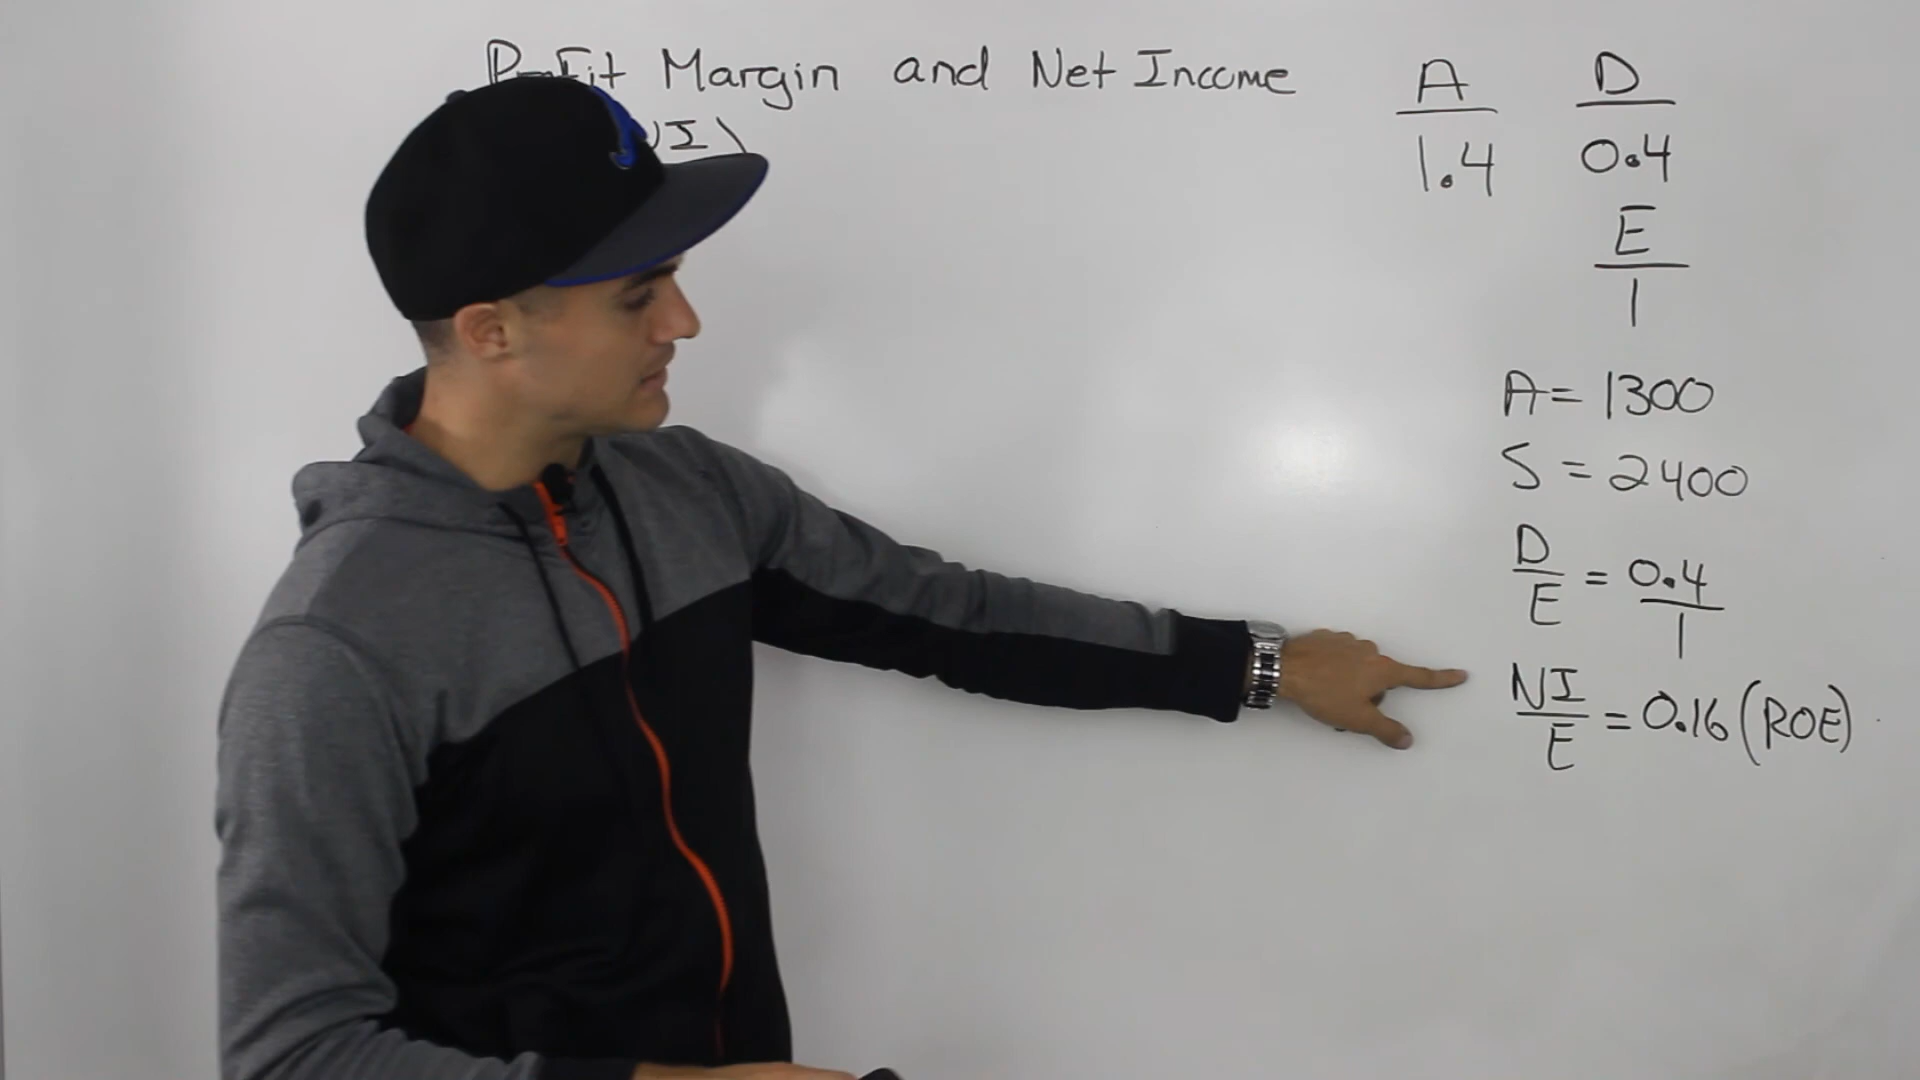 Profit Margin and Net Income
NI)
A D
1.4 0.4
E
1
A = 1300
S = 2400
D/E = 0.4/1
NI/E = 0.16 (ROE)